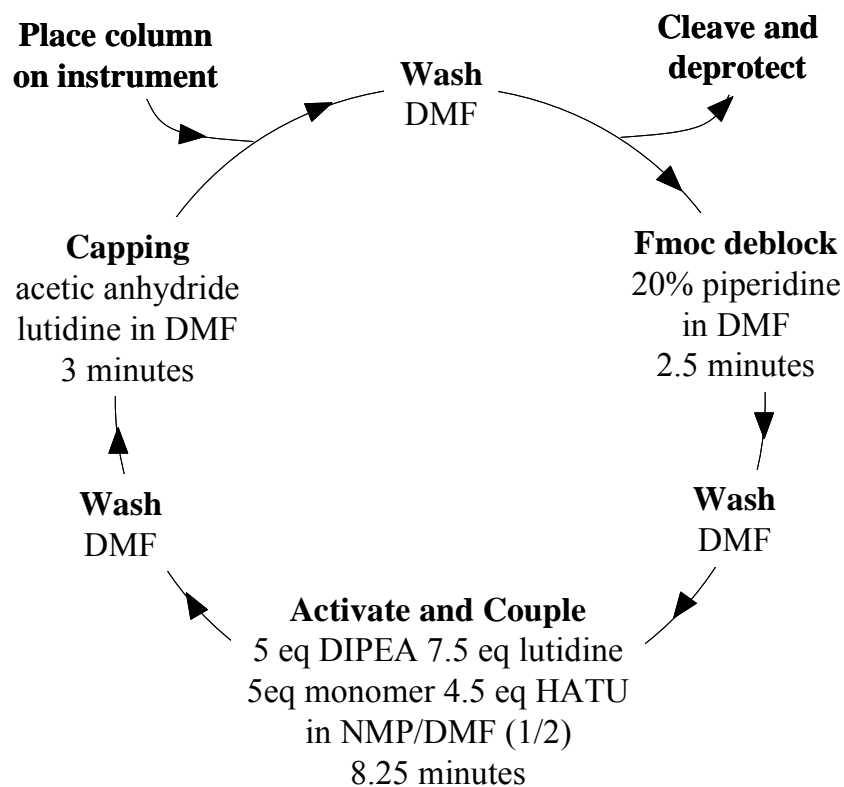 Place column
on instrument
Wash
DMF
Cleave and
deprotect
Fmoc deblock
20% piperidine
in DMF
2.5 minutes
Wash
DMF
Activate and Couple
5 eq DIPEA 7.5 eq lutidine
5eq monomer 4.5 eq HATU
in NMP/DMF (1/2)
8.25 minutes
Wash
DMF
Capping
acetic anhydride
lutidine in DMF
3 minutes